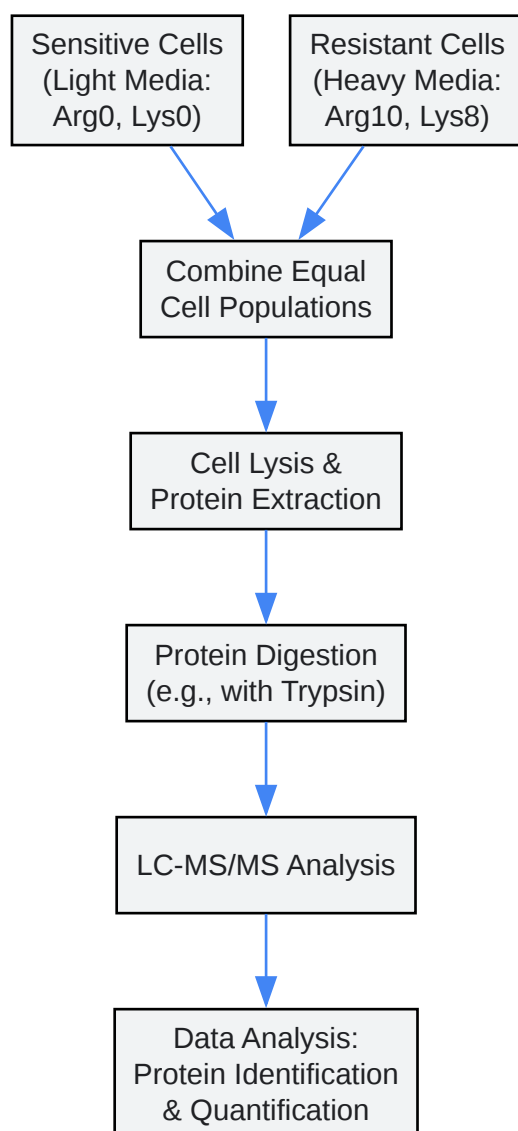 Sensitive Cells
(Light Media:
Arg0, Lys0)
Resistant Cells
(Heavy Media:
Arg10, Lys8)
Combine Equal
Cell Populations
Cell Lysis &
Protein Extraction
Protein Digestion
(e.g., with Trypsin)
LC-MS/MS Analysis
Data Analysis:
Protein Identification
& Quantification